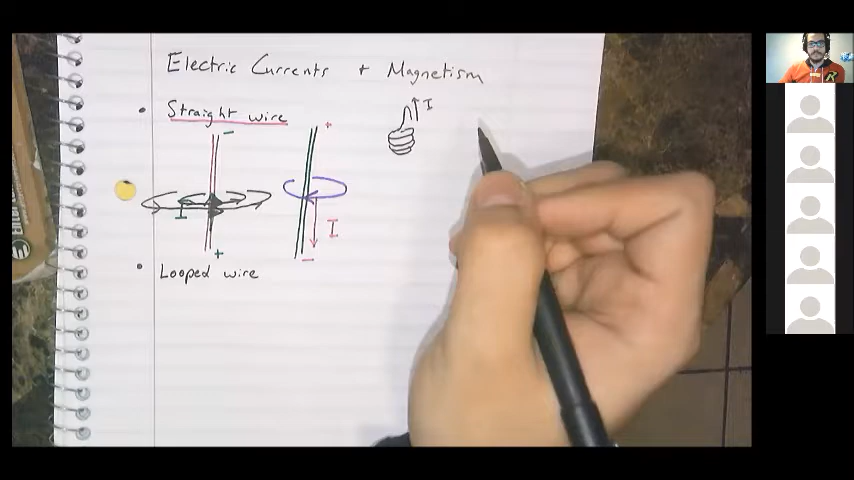 Electric Currents + Magnetism
• Straight wire
I
- +
I
+ -
I
• Looped wire